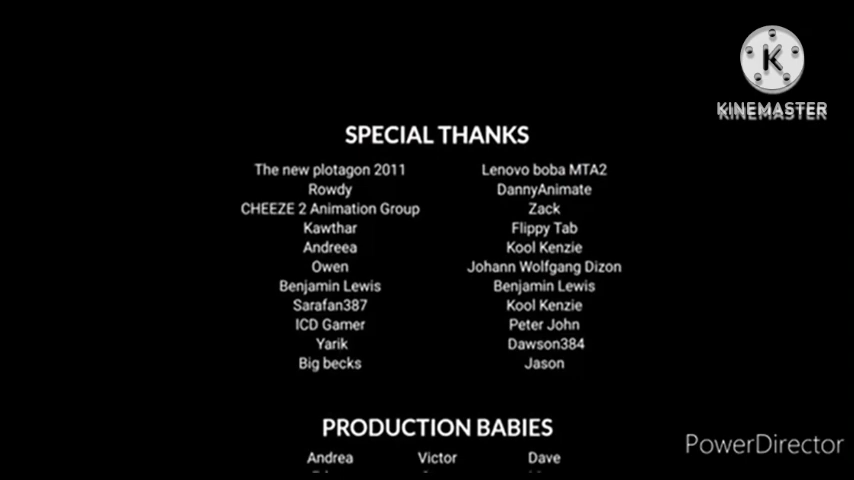 KINEMASTER
SPECIAL THANKS
The new plotagon 2011 Lenovo boba MTA2
Rowdy DannyAnimate
CHEEZE 2 Animation Group Zack
Kawthar Flippy Tab
Andreea Kool Kenzie
Owen Johann Wolfgang Dizon
Benjamin Lewis Benjamin Lewis
Sarafan387 Kool Kenzie
ICD Gamer Peter John
Yarik Dawson384
Big becks Jason
PRODUCTION BABIES
PowerDirector
Andrea Victor Dave